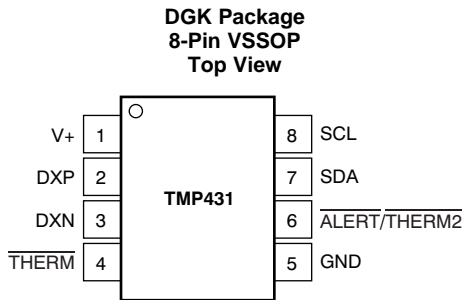 DGK Package
8-Pin VSSOP
Top View
V+ 1 8 SCL
DXP 2 7 SDA
TMP431
DXN 3 6 ALERT/THERM2
THERM 4 5 GND